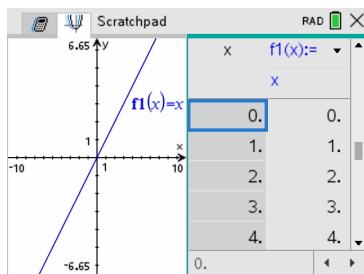 Scratchpad
RAD
6.65 y
f1(x)=x
1
x
-10
1
10
-6.65
x f1(x):=
x
0. 0.
1. 1.
2. 2.
3. 3.
4. 4.
0.